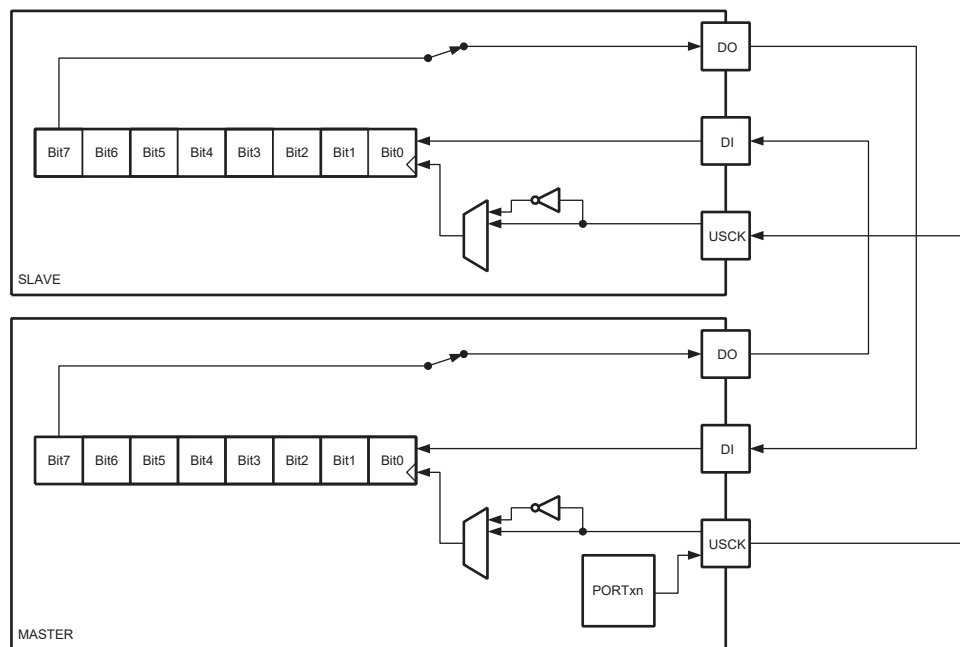 DO
Bit7 Bit6 Bit5 Bit4 Bit3 Bit2 Bit1 Bit0
DI
USCK
SLAVE
DO
Bit7 Bit6 Bit5 Bit4 Bit3 Bit2 Bit1 Bit0
DI
USCK
PORTxn
MASTER